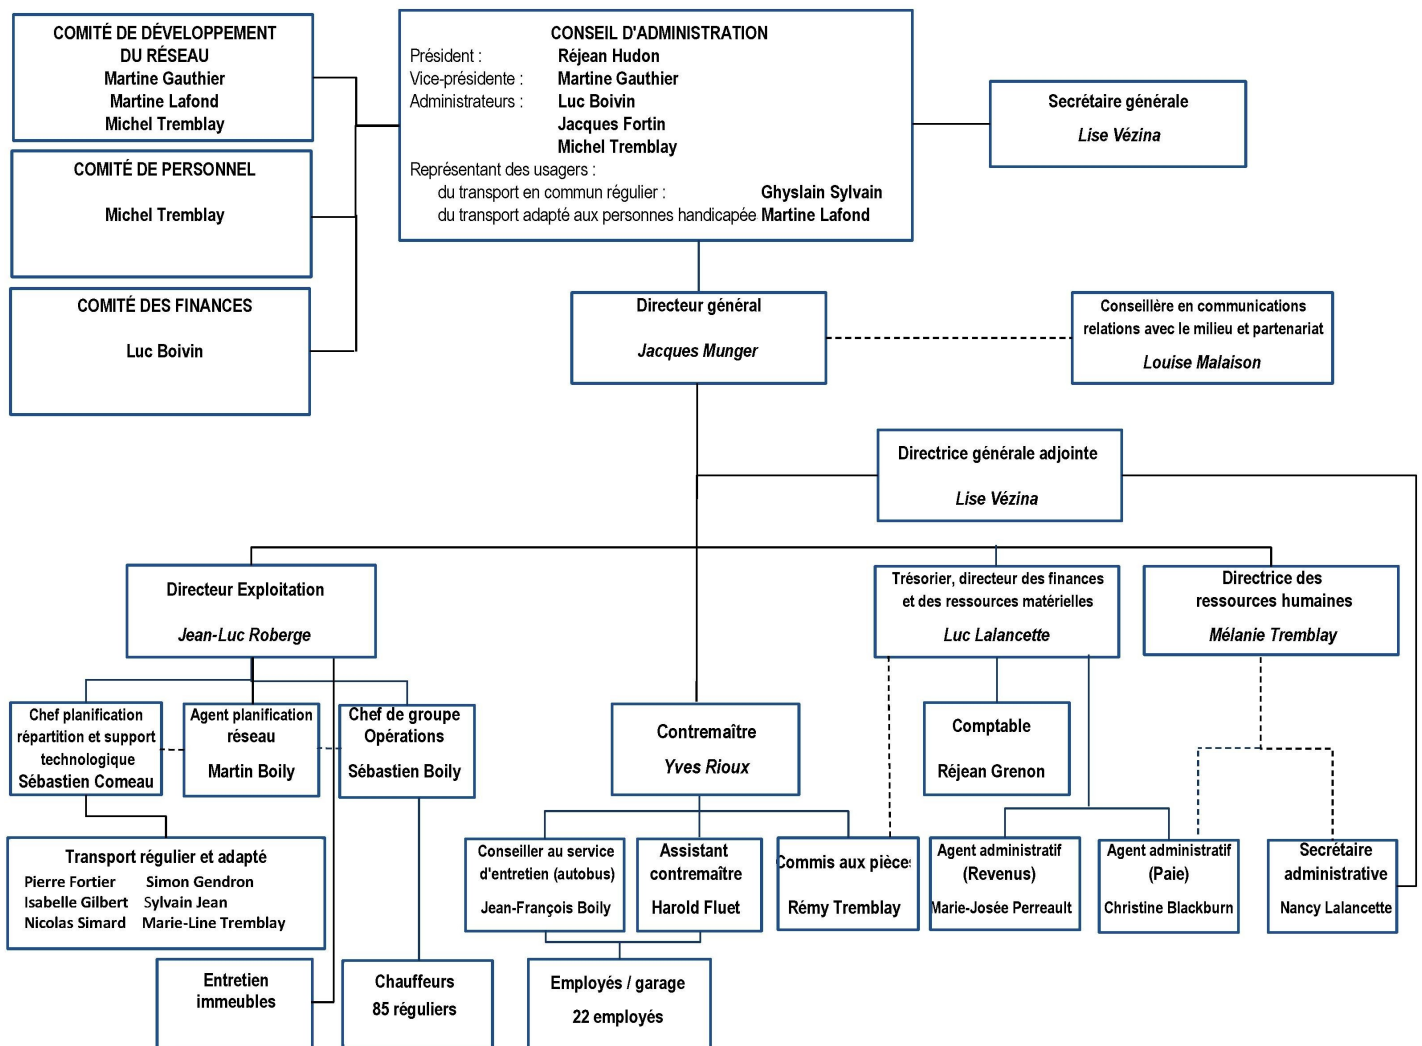 COMITÉ DE DÉVELOPPEMENT
DU RÉSEAU
Martine Gauthier
Martine Lafond
Michel Tremblay
COMITÉ DE PERSONNEL
Michel Tremblay
COMITÉ DES FINANCES
Luc Boivin
CONSEIL D'ADMINISTRATION
Président : Réjean Hudon
Vice-présidente : Martine Gauthier
Administrateurs : Luc Boivin
Jacques Fortin
Michel Tremblay
Représentant des usagers :
du transport en commun régulier : Ghyslain Sylvain
du transport adapté aux personnes handicapée Martine Lafond
Secrétaire générale
Lise Vézina
Directeur général
Jacques Munger
Conseillère en communications
relations avec le milieu et partenariat
Louise Malaison
Directrice générale adjointe
Lise Vézina
Directeur Exploitation
Jean-Luc Roberge
Trésorier, directeur des finances
et des ressources matérielles
Luc Lalancette
Directrice des
ressources humaines
Mélanie Tremblay
Chef planification
répartition et support
technologique
Sébastien Comeau
Agent planification
réseau
Martin Boily
Chef de groupe
Opérations
Sébastien Boily
Contremaître
Yves Rioux
Comptable
Réjean Grenon
Transport régulier et adapté
Pierre Fortier Simon Gendron
Isabelle Gilbert Sylvain Jean
Nicolas Simard Marie-Line Tremblay
Conseiller au service
d'entretien (autobus)
Jean-François Boily
Assistant
contremaître
Harold Fluet
Commis aux pièces
Rémy Tremblay
Agent administratif
(Revenus)
Marie-Josée Perreault
Agent administratif
(Paie)
Christine Blackburn
Secrétaire
administrative
Nancy Lalancette
Entretien
immeubles
Chauffeurs
85 réguliers
Employés / garage
22 employés